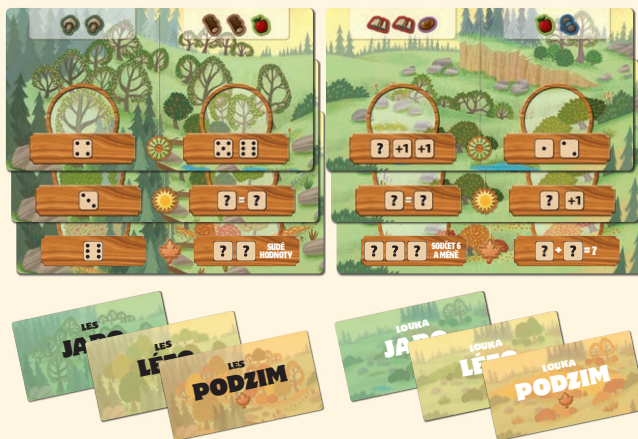 ? +1 +1
? = ?
? = ?
? +1
? ? SUDÉ
HODNOTY
? ? ? SOUČET 6
A MÉNĚ
? + ? = ?
LES
JARO
LES
LÉTO
LES
PODZIM
LOUKA
JARO
LOUKA
LÉTO
LOUKA
PODZIM